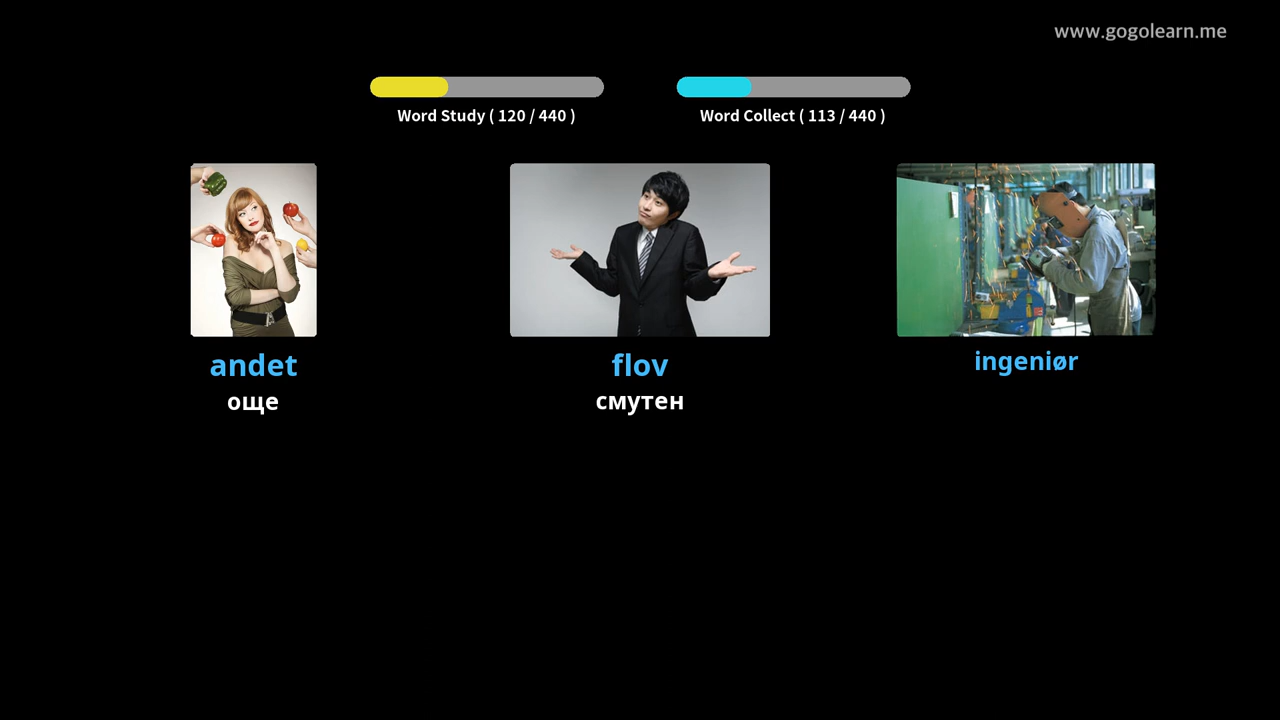 www.gogolearn.me
Word Study ( 120 / 440 )
Word Collect ( 113 / 440 )
andet
още
flov
смутен
ingeniør